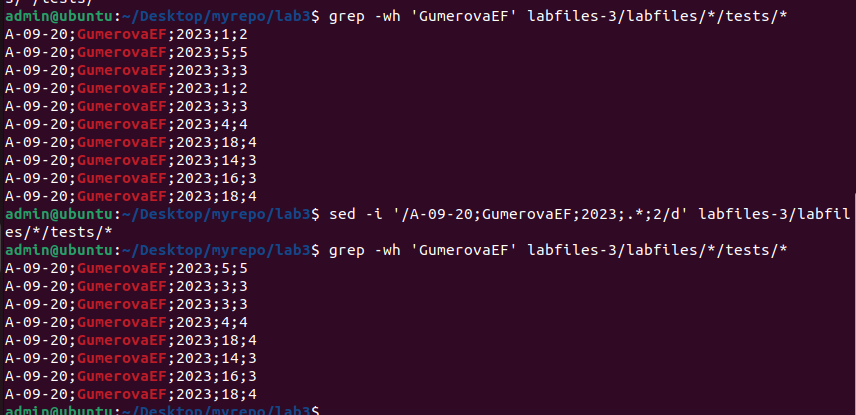 es/*/tests/*
admin@ubuntu:~/Desktop/myrepo/lab3$ grep -wh 'GumerovaEF' labfiles-3/labfiles/*/tests/*
A-09-20;GumerovaEF;2023;1;2
A-09-20;GumerovaEF;2023;5;5
A-09-20;GumerovaEF;2023;3;3
A-09-20;GumerovaEF;2023;1;2
A-09-20;GumerovaEF;2023;3;3
A-09-20;GumerovaEF;2023;4;4
A-09-20;GumerovaEF;2023;18;4
A-09-20;GumerovaEF;2023;14;3
A-09-20;GumerovaEF;2023;16;3
A-09-20;GumerovaEF;2023;18;4
admin@ubuntu:~/Desktop/myrepo/lab3$ sed -i '/A-09-20;GumerovaEF;2023;.*;2/d' labfiles-3/labfil
es/*/tests/*
admin@ubuntu:~/Desktop/myrepo/lab3$ grep -wh 'GumerovaEF' labfiles-3/labfiles/*/tests/*
A-09-20;GumerovaEF;2023;5;5
A-09-20;GumerovaEF;2023;3;3
A-09-20;GumerovaEF;2023;3;3
A-09-20;GumerovaEF;2023;4;4
A-09-20;GumerovaEF;2023;18;4
A-09-20;GumerovaEF;2023;14;3
A-09-20;GumerovaEF;2023;16;3
A-09-20;GumerovaEF;2023;18;4
admin@ubuntu:~/Desktop/myrepo/lab3$